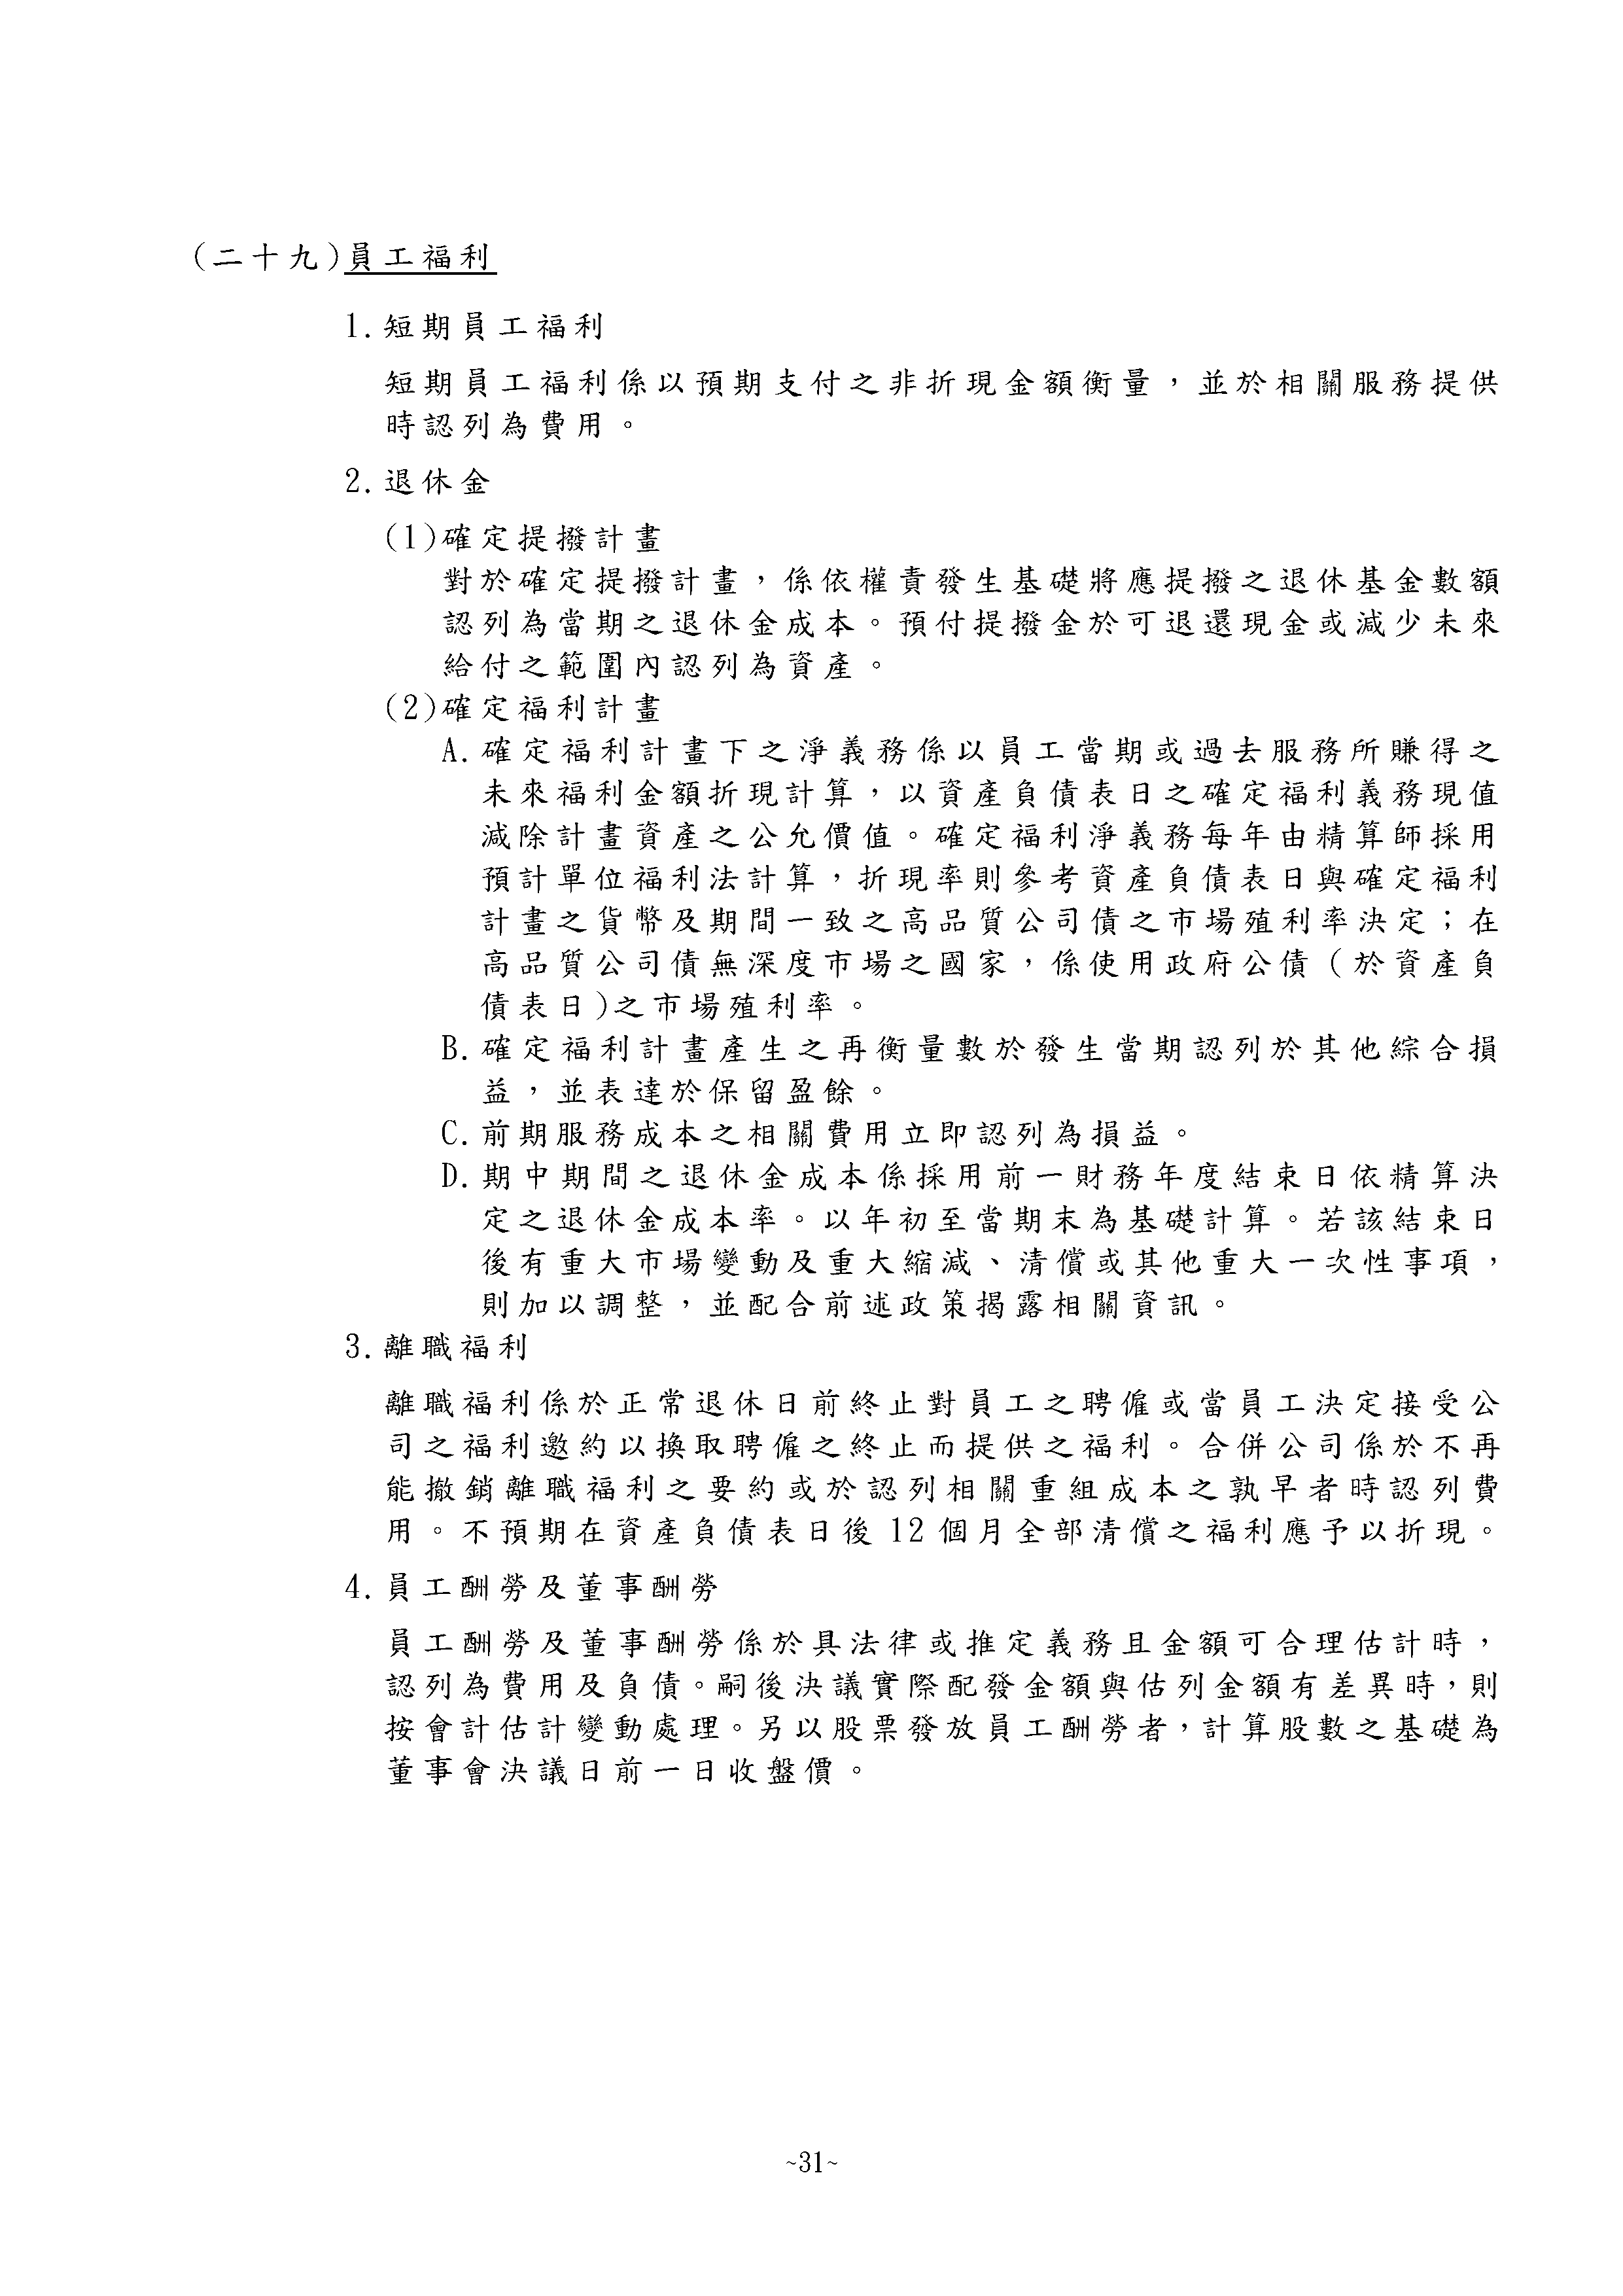 (二十九)員工福利
1.短期員工福利
短期員工福利係以預期支付之非折現金額衡量，並於相關服務提供
時認列為費用。
2.退休金
(1)確定提撥計畫
對於確定提撥計畫，係依權責發生基礎將應提撥之退休基金數額
認列為當期之退休金成本。預付提撥金於可退還現金或減少未來
給付之範圍內認列為資產。
(2)確定福利計畫
A.確定福利計畫下之淨義務係以員工當期或過去服務所賺得之
未來福利金額折現計算，以資產負債表日之確定福利義務現值
減除計畫資產之公允價值。確定福利淨義務每年由精算師採用
預計單位福利法計算，折現率則參考資產負債表日與確定福利
計畫之貨幣及期間一致之高品質公司債之市場殖利率決定；在
高品質公司債無深度市場之國家，係使用政府公債(於資產負
債表日)之市場殖利率。
B.確定福利計畫產生之再衡量數於發生當期認列於其他綜合損
益，並表達於保留盈餘。
C.前期服務成本之相關費用立即認列為損益。
D.期中期間之退休金成本係採用前一財務年度結束日依精算決
定之退休金成本率。以年初至當期末為基礎計算。若該結束日
後有重大市場變動及重大縮減、清償或其他重大一次性事項，
則加以調整，並配合前述政策揭露相關資訊。
3.離職福利
離職福利係於正常退休日前終止對員工之聘僱或當員工決定接受公
司之福利邀約以換取聘僱之終止而提供之福利。合併公司係於不再
能撤銷離職福利之要約或於認列相關重組成本之孰早者時認列費
用。不預期在資產負債表日後 12 個月全部清償之福利應予以折現。
4.員工酬勞及董事酬勞
員工酬勞及董事酬勞係於具法律或推定義務且金額可合理估計時，
認列為費用及負債。嗣後決議實際配發金額與估列金額有差異時，則
按會計估計變動處理。另以股票發放員工酬勞者，計算股數之基礎為
董事會決議日前一日收盤價。
~31~